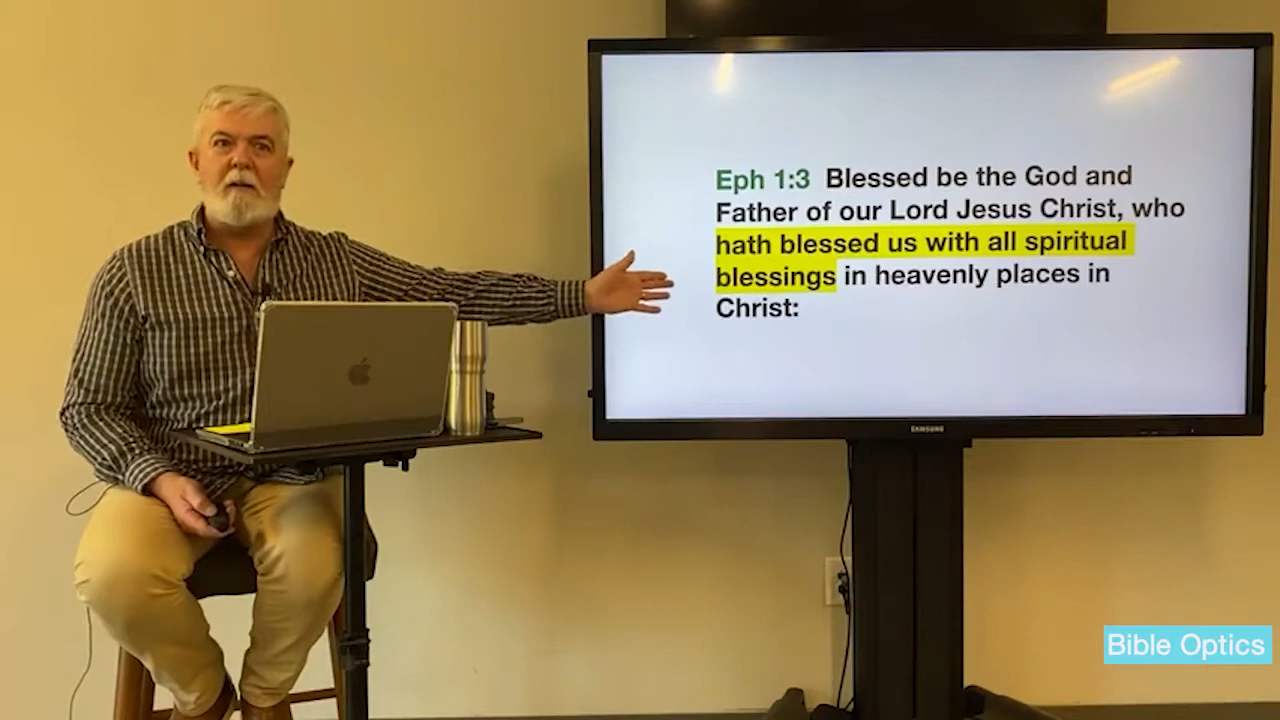 Eph 1:3 Blessed be the God and
Father of our Lord Jesus Christ, who
hath blessed us with all spiritual
blessings in heavenly places in
Christ:
SAMSUNG
Bible Optics